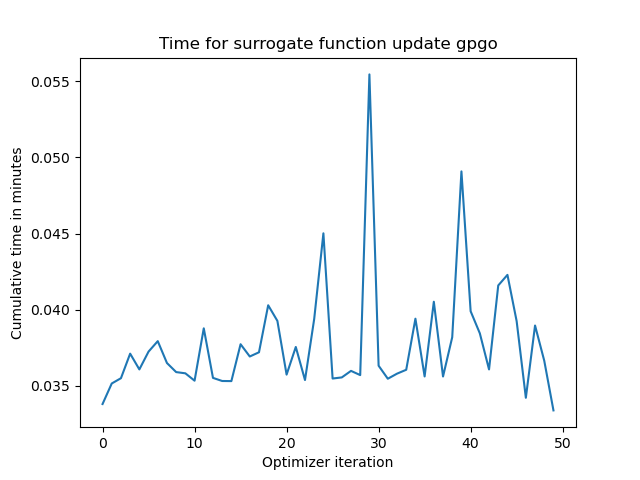 Time for surrogate function update gpgo
0.055
0.050
0.045
0.040
0.035
Cumulative time in minutes
0 10 20 30 40 50
Optimizer iteration